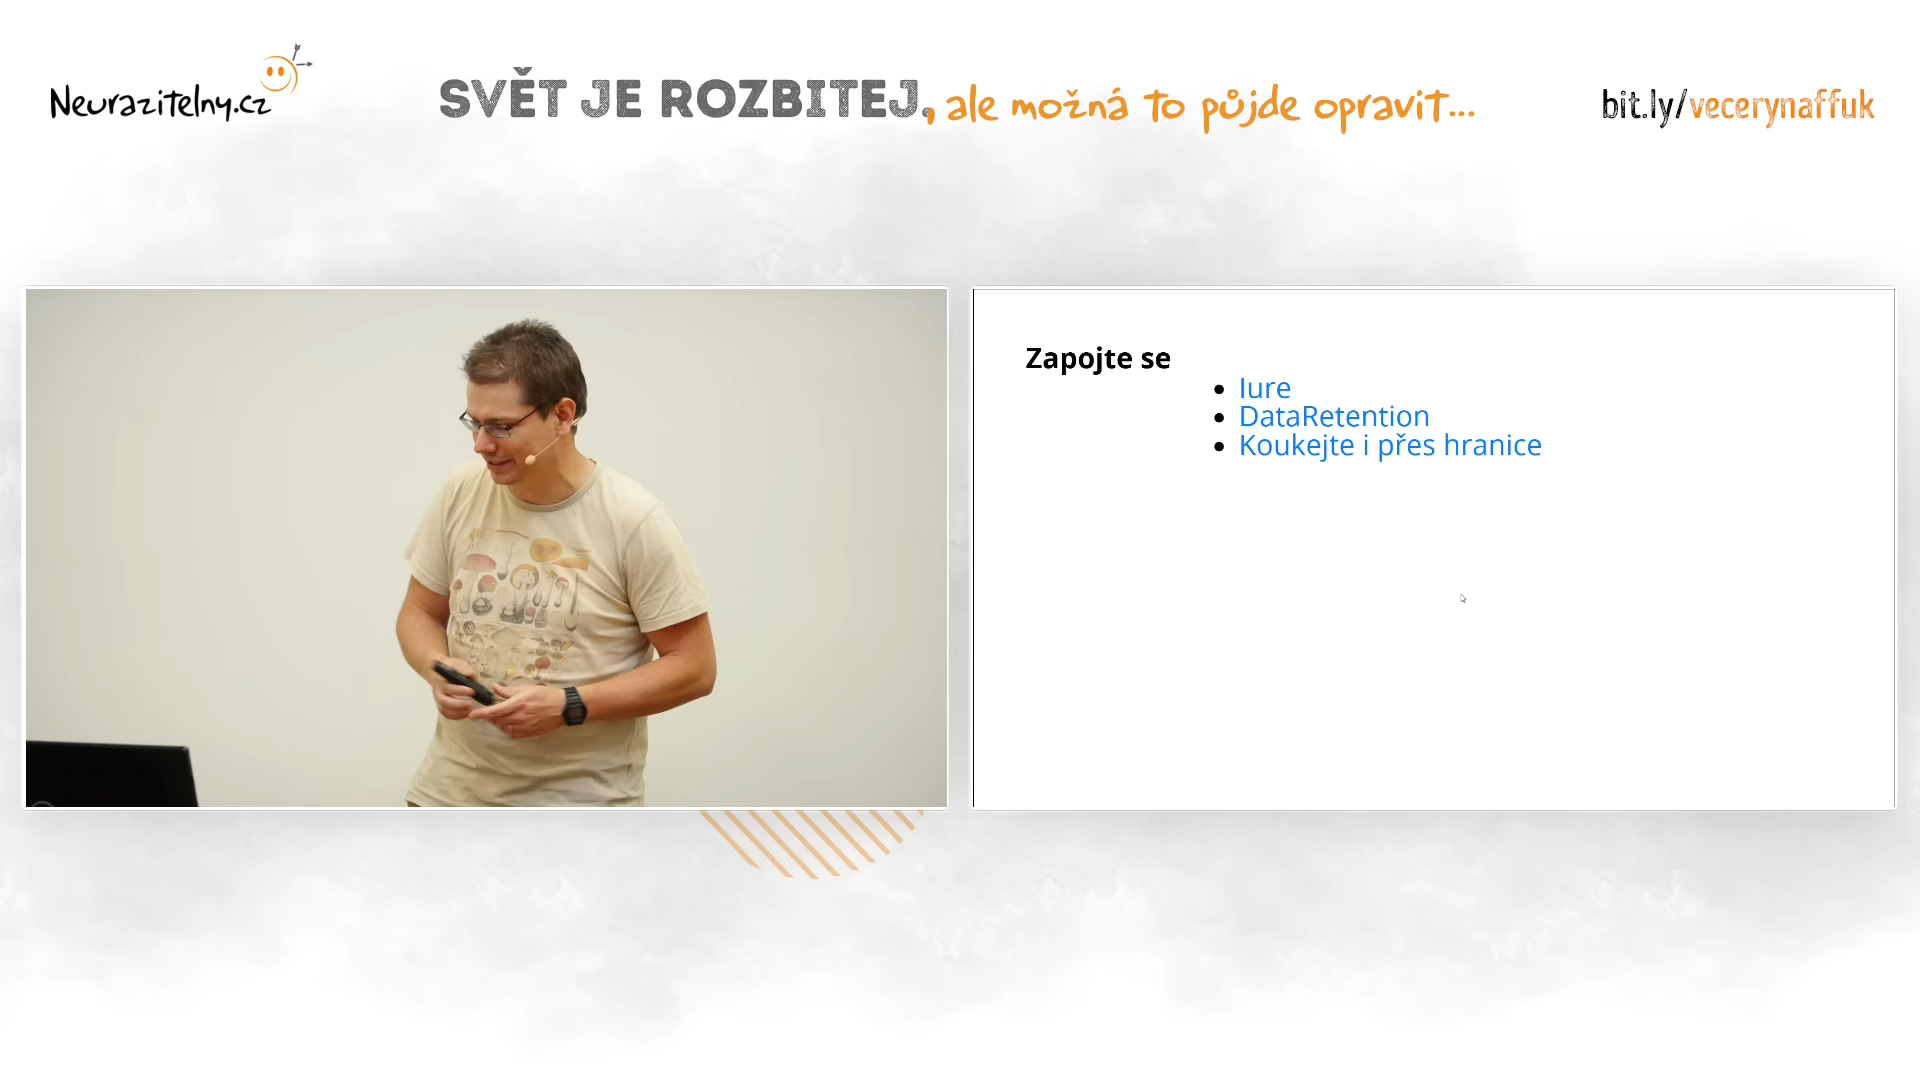 Neurazitelny.cz
SVĚT JE ROZBITEJ, ale možná to půjde opravit...
bit.ly/vecerynaffuk
Zapojte se
Iure
DataRetention
Koukejte i přes hranice